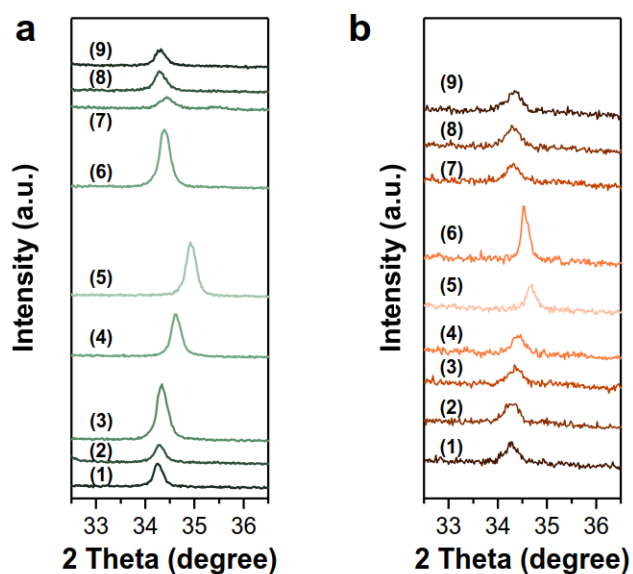 a
(9)
(8)
(7)
(6)
(5)
(4)
(3)
(2)
(1)
Intensity (a.u.)
33 34 35 36
2 Theta (degree)
b
(9)
(8)
(7)
(6)
(5)
(4)
(3)
(2)
(1)
Intensity (a.u.)
33 34 35 36
2 Theta (degree)